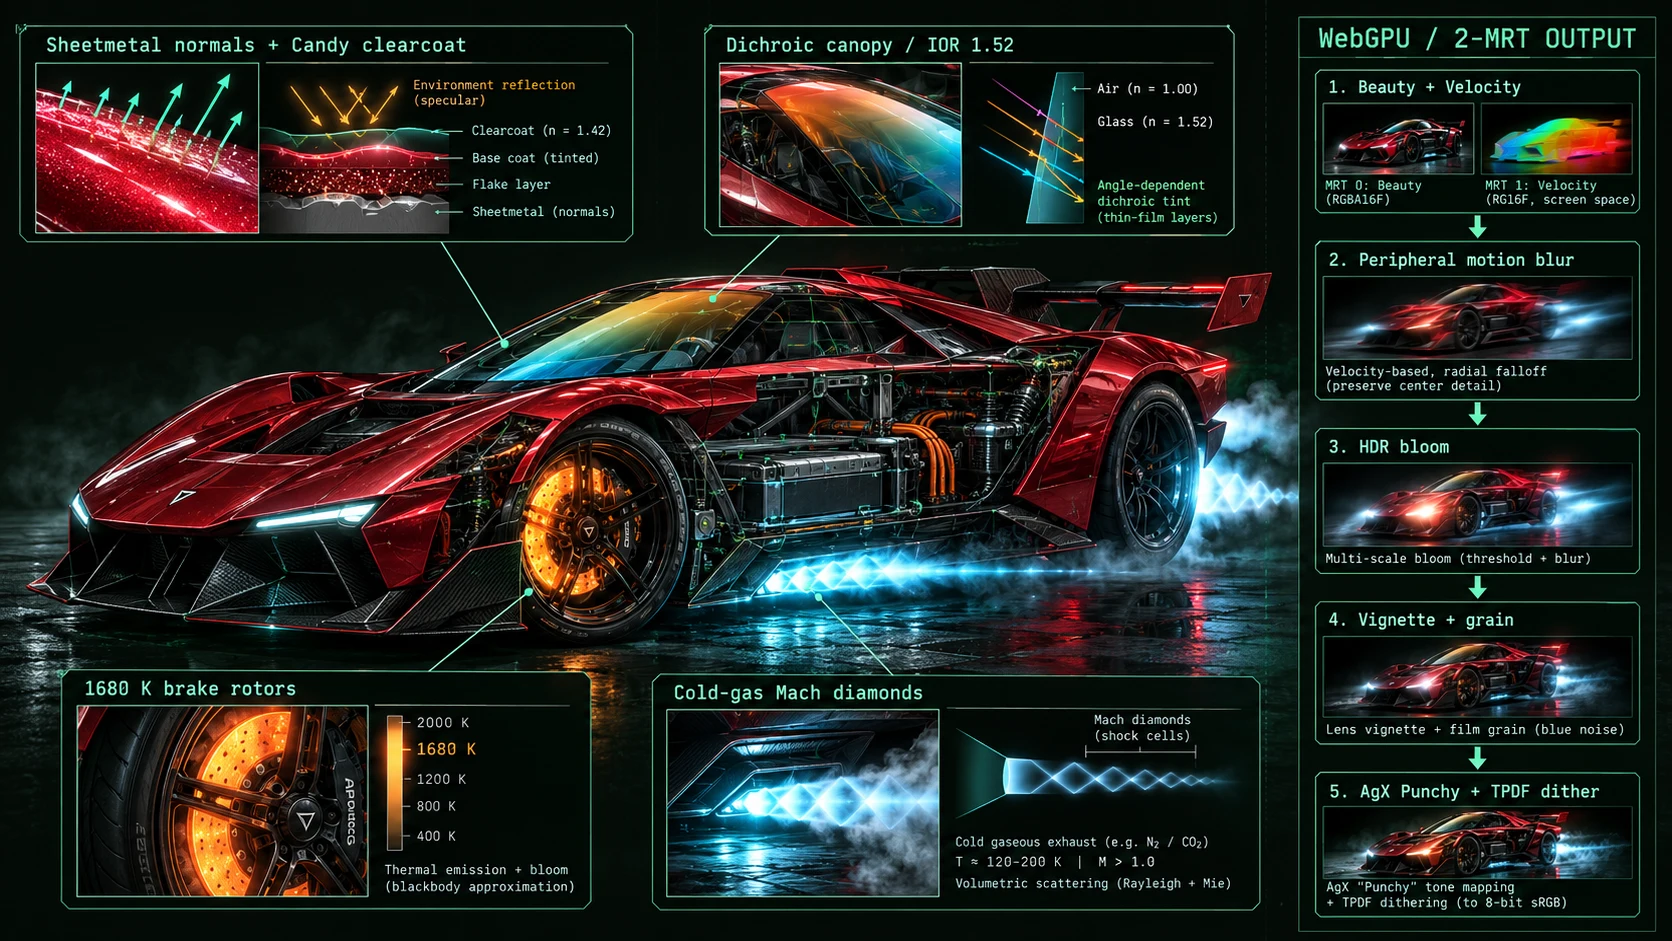 Sheetmetal normals + Candy clearcoat
Environment reflection
(specular)
Clearcoat (n = 1.42)
Base coat (tinted)
Flake layer
Sheetmetal (normals)
Dichroic canopy / IOR 1.52
Air (n = 1.00)
Glass (n = 1.52)
Angle-dependent
dichroic tint
(thin-film layers)
1680 K brake rotors
2000 K
1680 K
1200 K
800 K
400 K
Thermal emission + bloom
(blackbody approximation)
Cold-gas Mach diamonds
Mach diamonds
(shock cells)
Cold gaseous exhaust (e.g. N₂ / CO₂)
T ≈ 120-200 K | M > 1.0
Volumetric scattering (Rayleigh + Mie)
WebGPU / 2-MRT OUTPUT
1. Beauty + Velocity
MRT 0: Beauty
(RGBA16F)
MRT 1: Velocity
(RG16F, screen space)
2. Peripheral motion blur
Velocity-based, radial falloff
(preserve center detail)
3. HDR bloom
Multi-scale bloom (threshold + blur)
4. Vignette + grain
Lens vignette + film grain (blue noise)
5. AgX Punchy + TPDF dither
AgX "Punchy" tone mapping
+ TPDF dithering (to 8-bit sRGB)